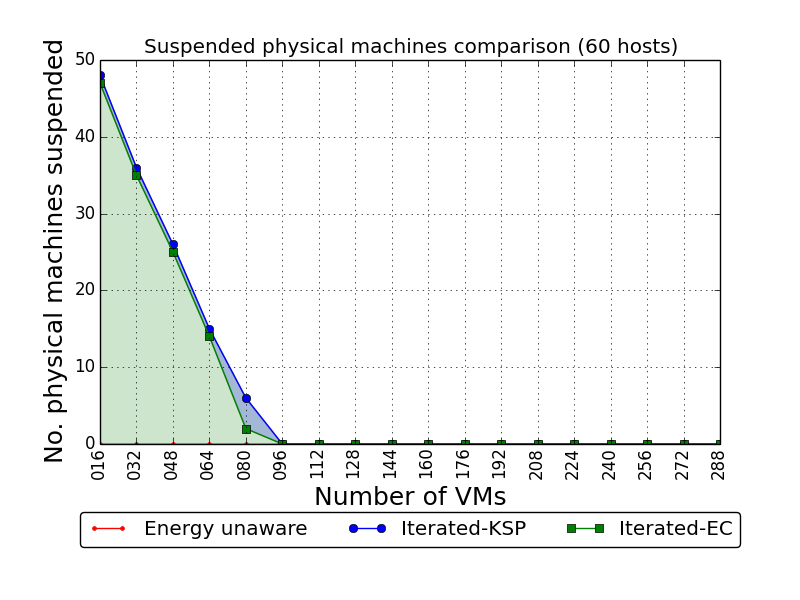 Suspended physical machines comparison (60 hosts)
No. physical machines suspended
50
40
30
20
10
0
016 032 048 064 080 096 112 128 144 160 176 192 208 224 240 256 272 288
Number of VMs
Energy unaware Iterated-KSP Iterated-EC